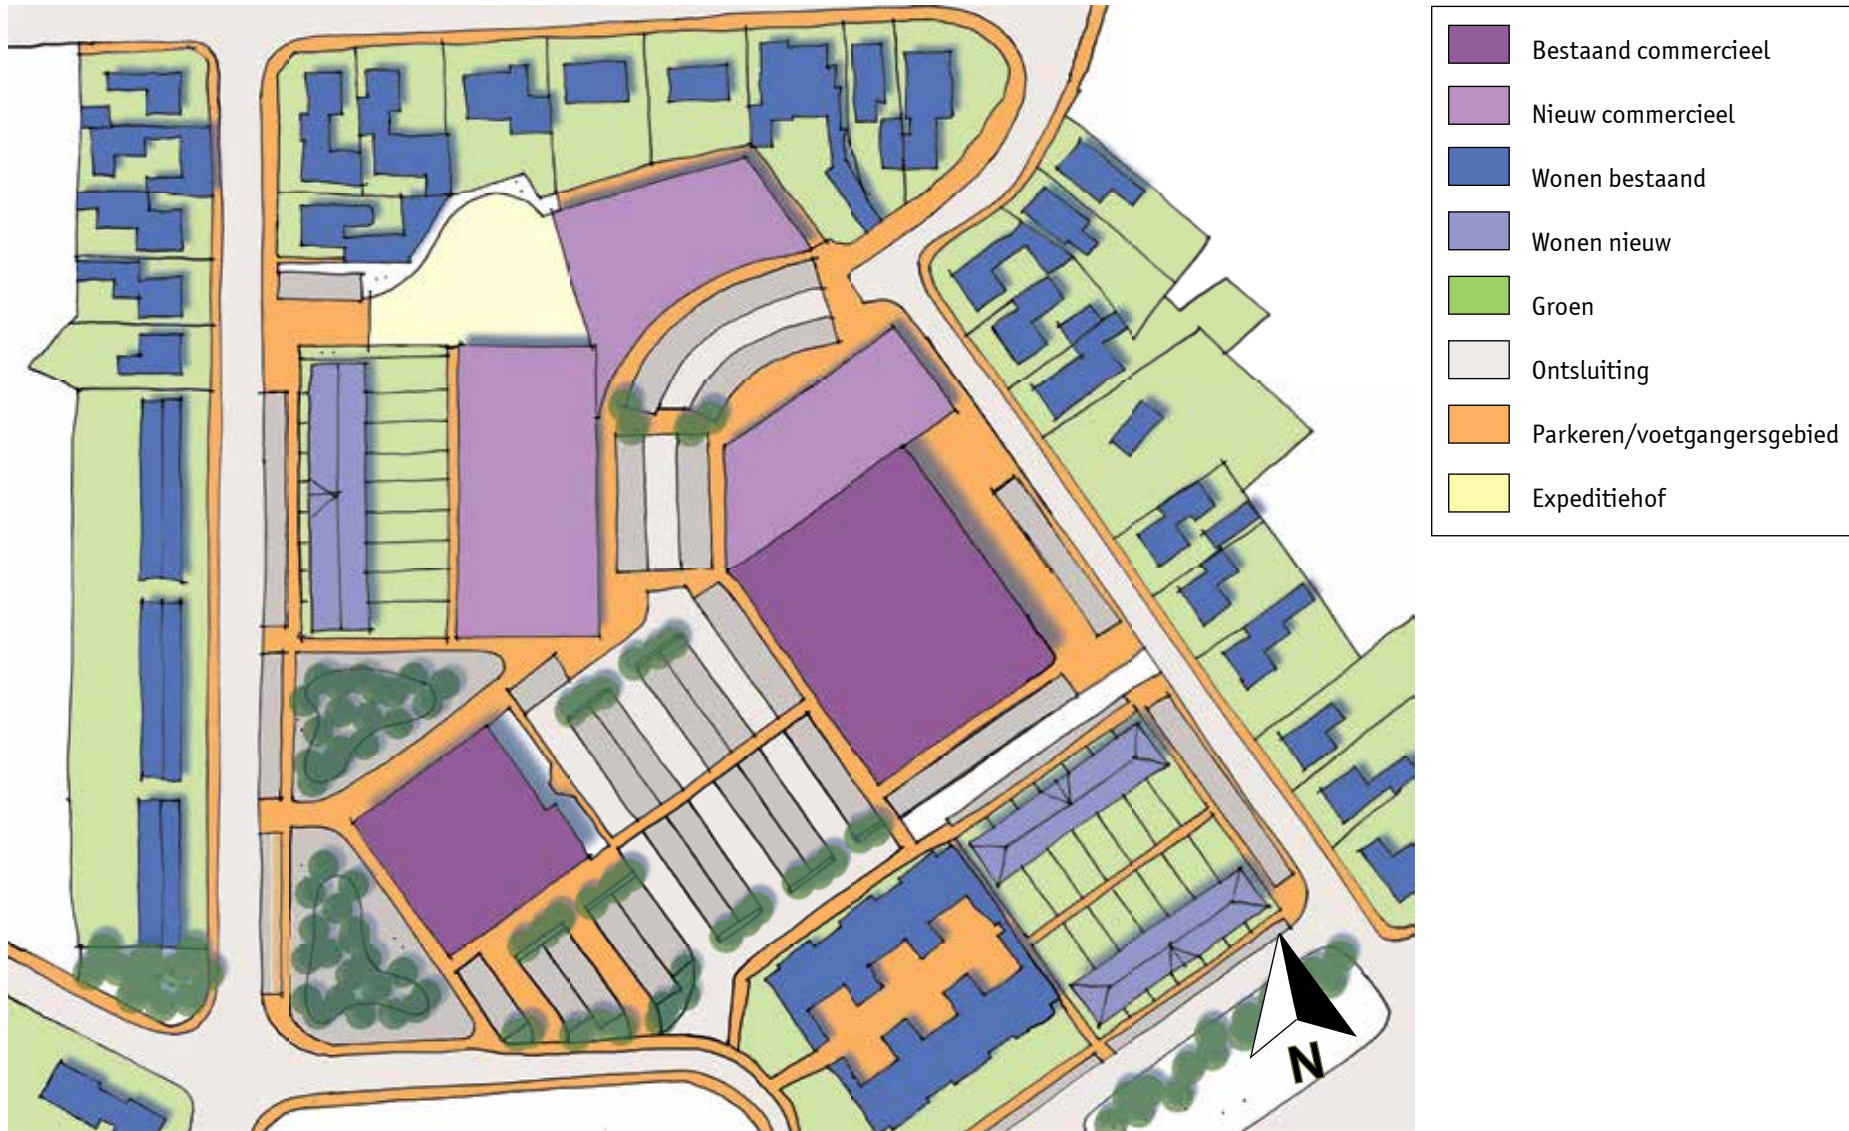 Bestaand commercieel
Nieuw commercieel
Wonen bestaand
Wonen nieuw
Groen
Ontsluiting
Parkeren/voetgangersgebied
Expeditiehof
N